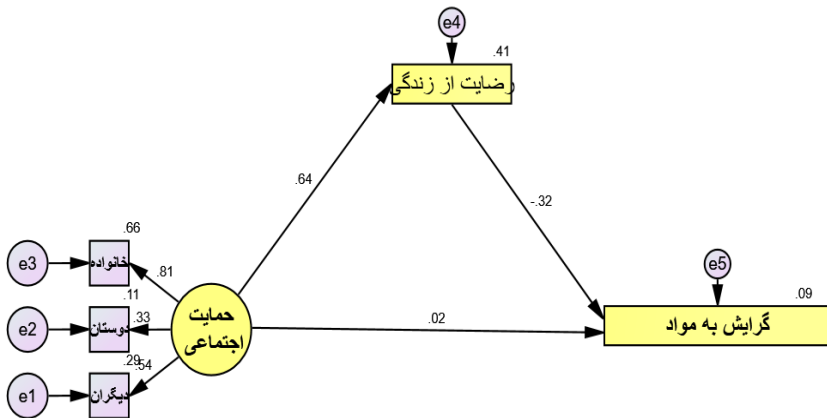 e4
.41
رضایت از زندگی
.64
-.32
.66
e3
خانواده
.81
e5
.11
.09
e2
دوستان
.33
حمایت
اجتماعی
.02
گرایش به مواد
.29
.54
e1
دیگران